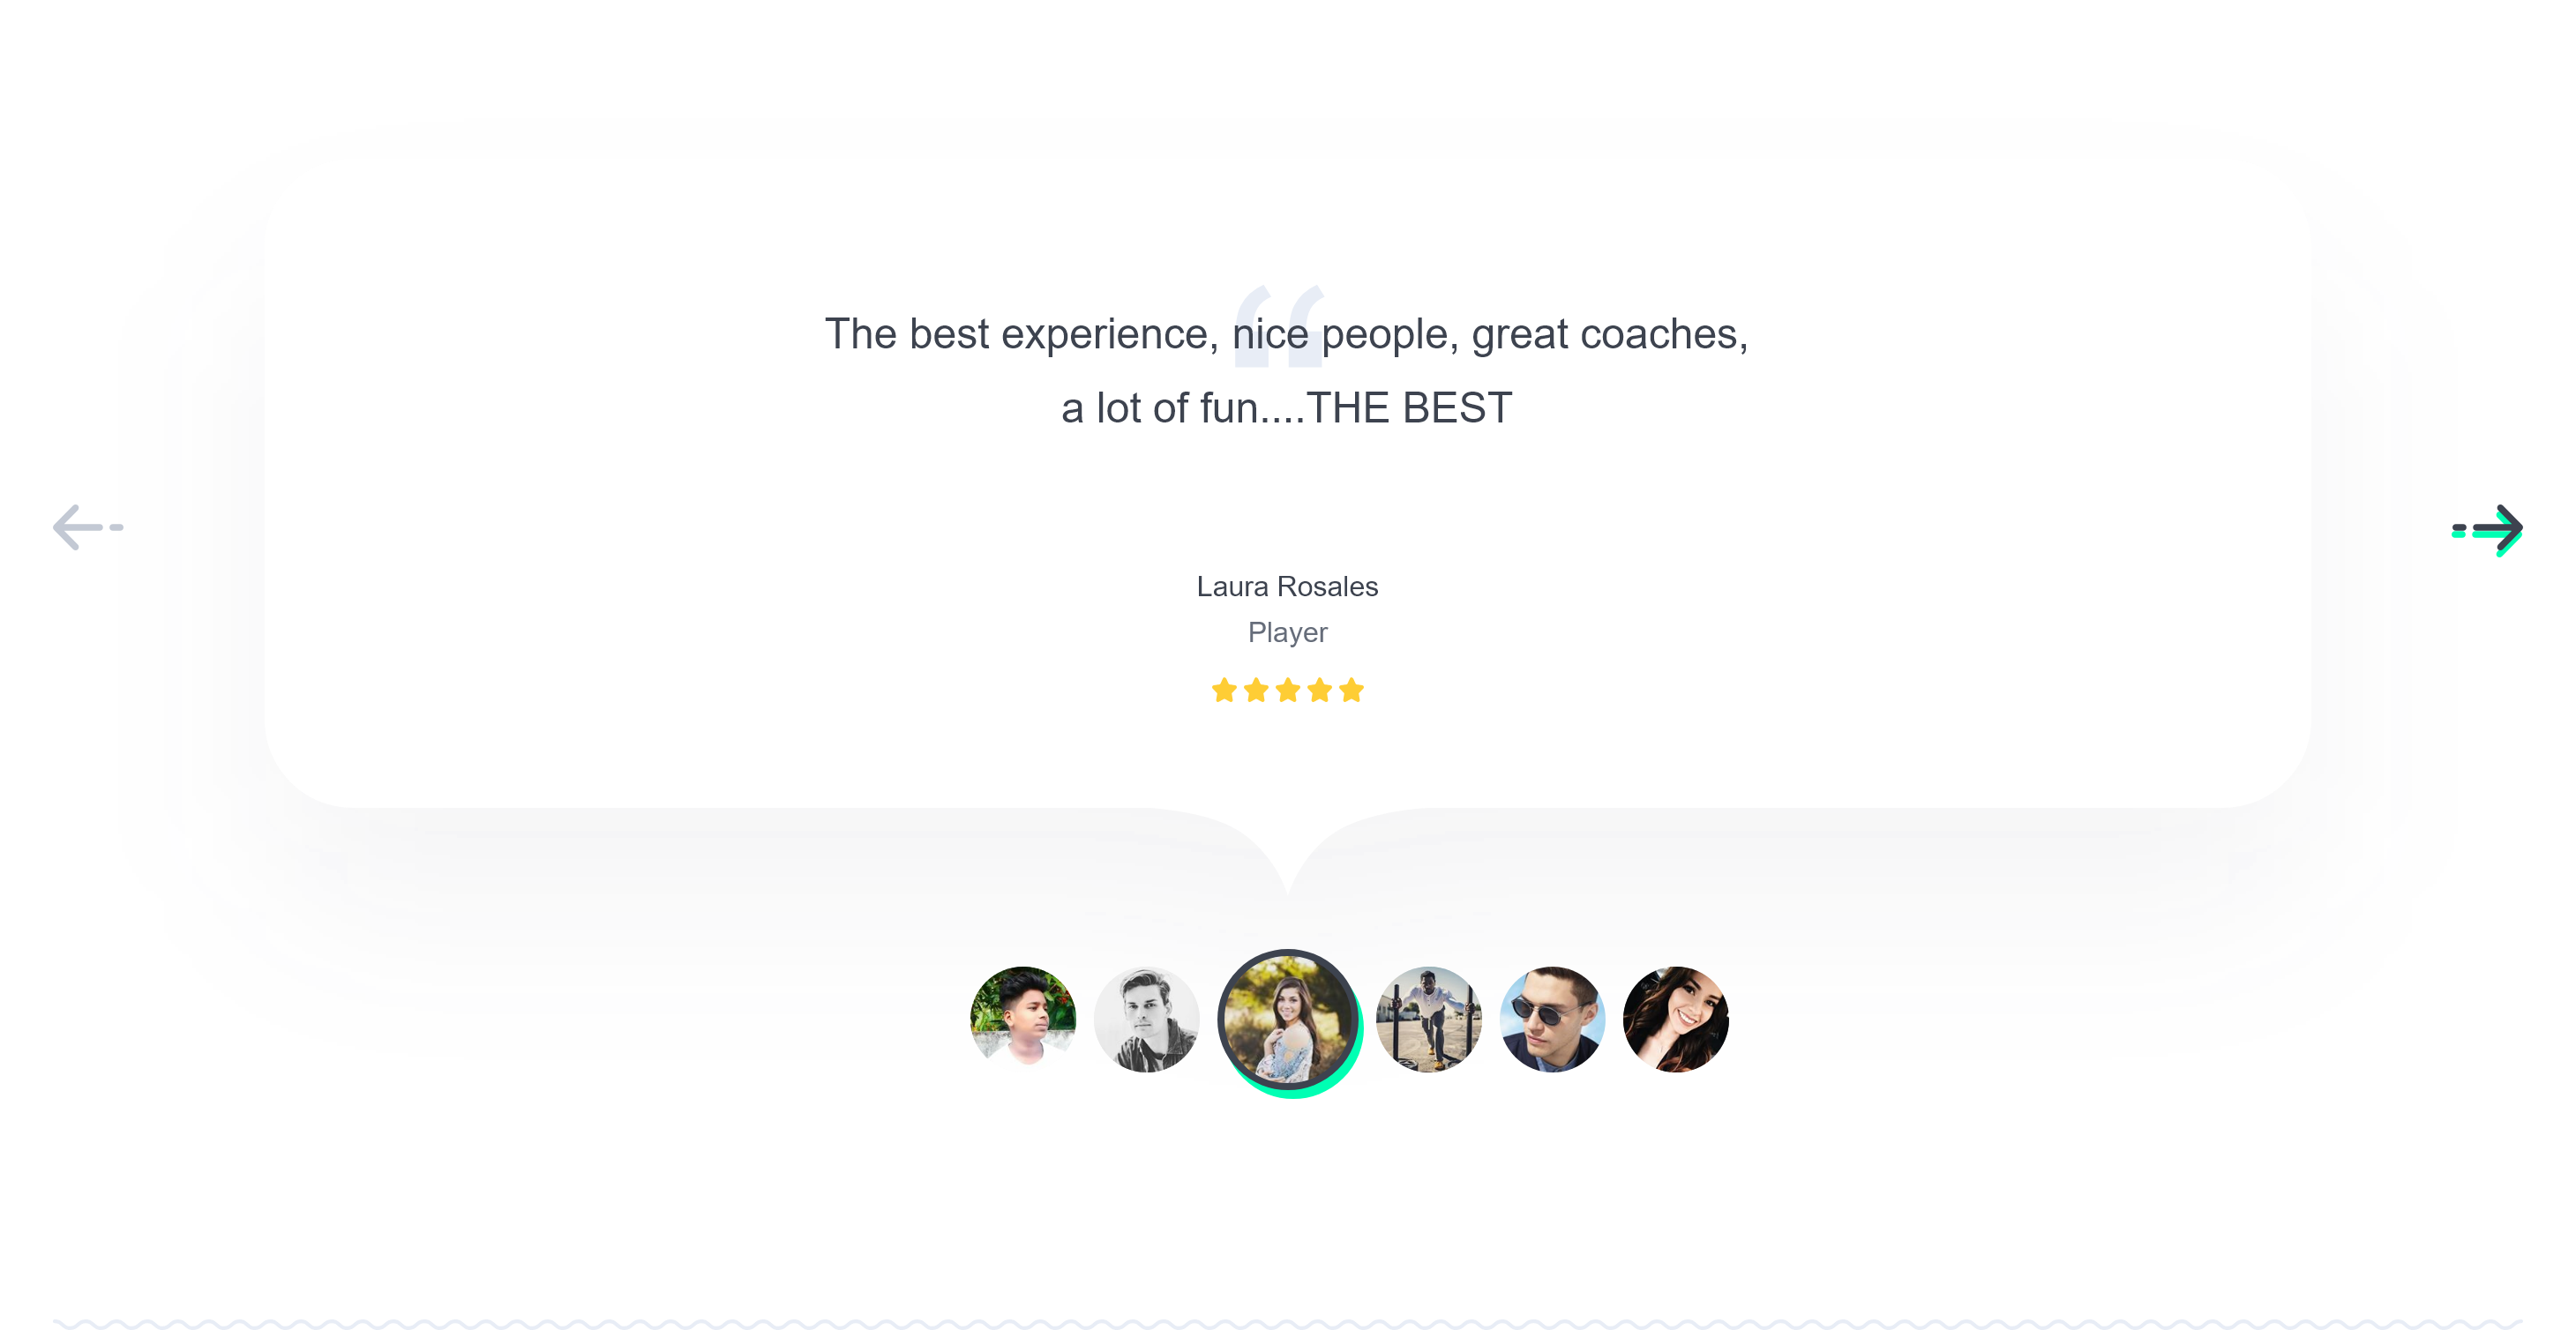 The best experience, nice people, great coaches,
a lot of fun....THE BEST
Laura Rosales
Player